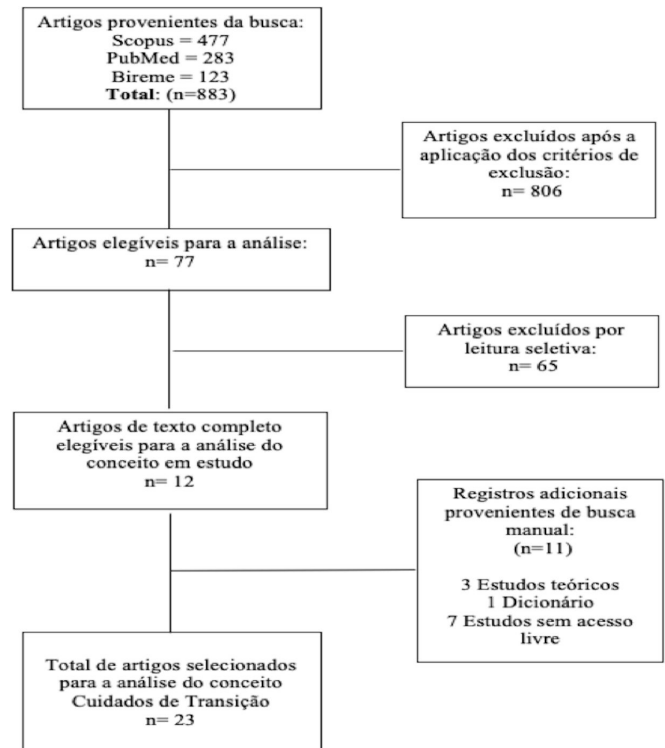 Artigos provenientes da busca:
Scopus = 477
PubMed = 283
Bireme = 123
Total: (n=883)
Artigos excluídos após a
aplicação dos critérios de
exclusão:
n= 806
Artigos elegíveis para a análise:
n= 77
Artigos excluídos por
leitura seletiva:
n= 65
Artigos de texto completo
elegíveis para a análise do
conceito em estudo
n= 12
Registros adicionais
provenientes de busca
manual:
(n=11)
3 Estudos teóricos
1 Dicionário
7 Estudos sem acesso
livre
Total de artigos selecionados
para a análise do conceito
Cuidados de Transição
n= 23